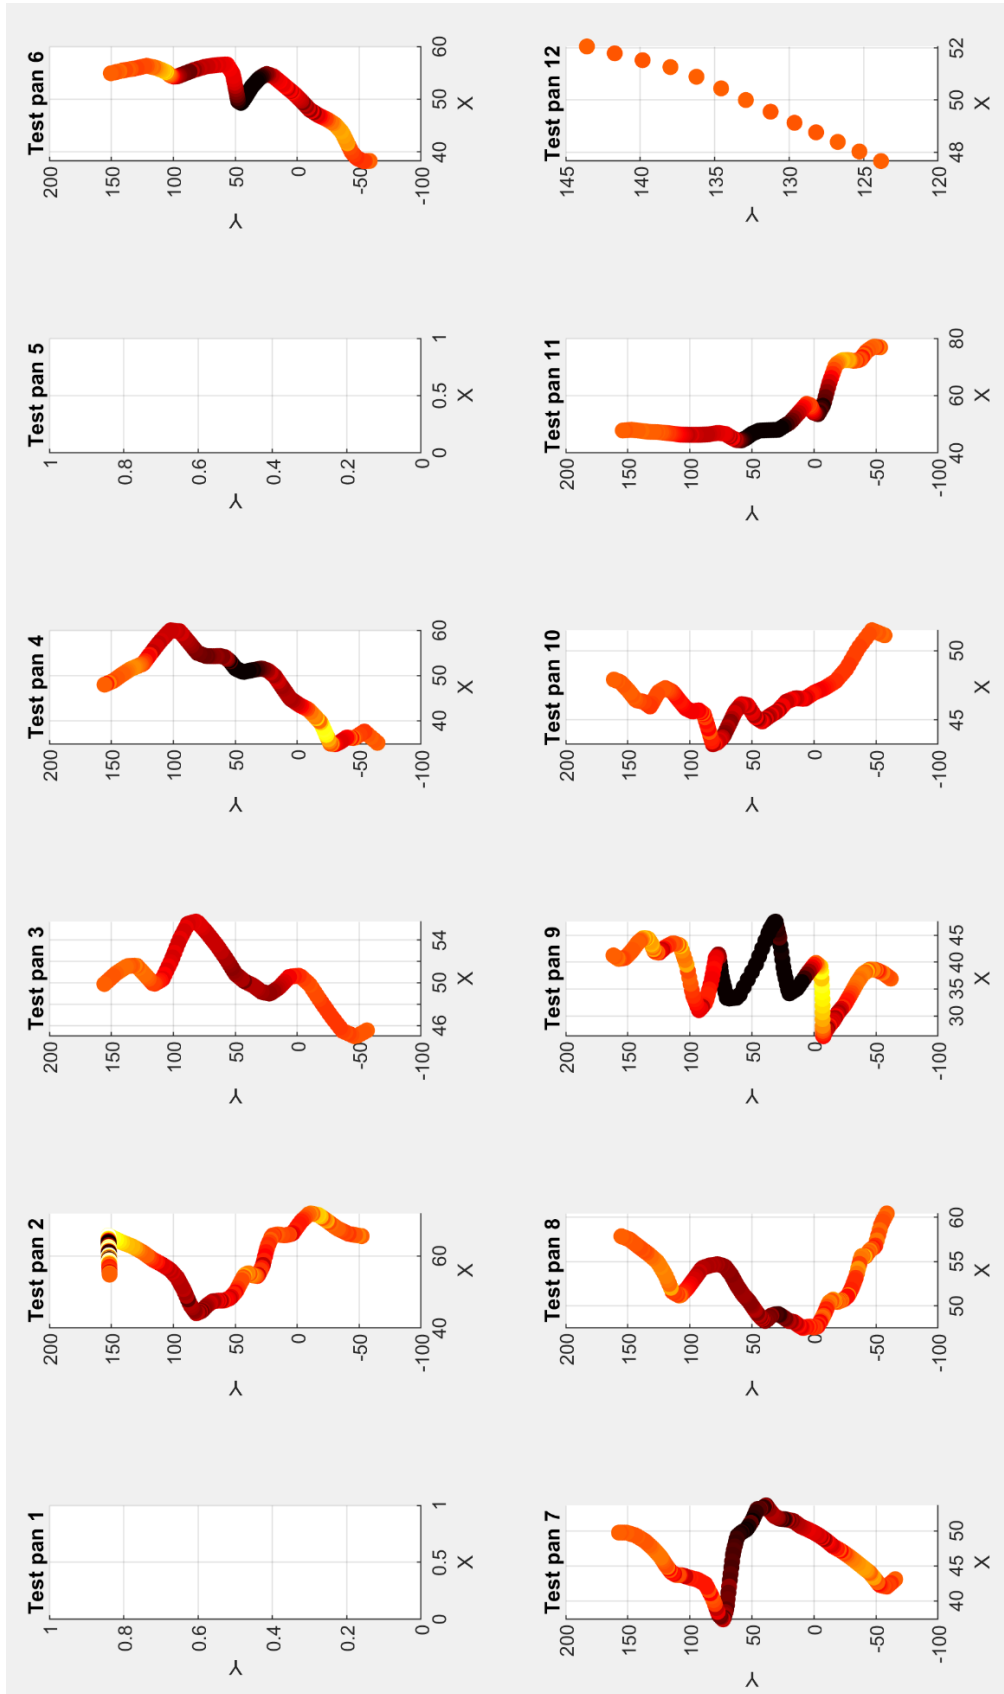 Test pan 1
1
0.8
0.6
0.4
0.2
0
Y
0 0.5 1
X
Test pan 2
200
150
100
50
0
-50
-100
Y
40 60
X
Test pan 3
200
150
100
50
0
-50
-100
Y
46 50 54
X
Test pan 4
200
150
100
50
0
-50
-100
Y
40 50 60
X
Test pan 5
1
0.8
0.6
0.4
0.2
0
Y
0 0.5 1
X
Test pan 6
200
150
100
50
0
-50
-100
Y
40 50 60
X
Test pan 7
200
150
100
50
0
-50
-100
Y
40 45 50
X
Test pan 8
200
150
100
50
0
-50
-100
Y
50 55 60
X
Test pan 9
200
150
100
50
0
-50
-100
Y
30 35 40 45
X
Test pan 10
200
150
100
50
0
-50
-100
Y
45 50
X
Test pan 11
200
150
100
50
0
-50
-100
Y
40 60 80
X
Test pan 12
145
140
135
130
125
120
Y
48 50 52
X